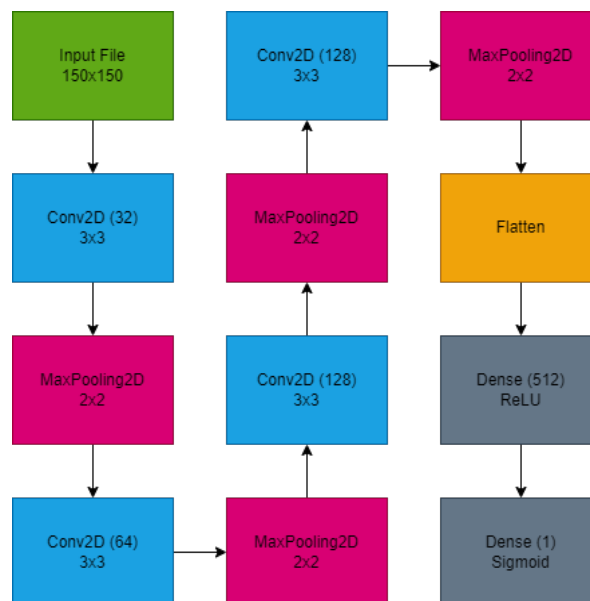 Input File
150x150
Conv2D (32)
3x3
MaxPooling2D
2x2
Conv2D (64)
3x3
MaxPooling2D
2x2
Conv2D (128)
3x3
MaxPooling2D
2x2
Conv2D (128)
3x3
MaxPooling2D
2x2
Flatten
Dense (512)
ReLU
Dense (1)
Sigmoid